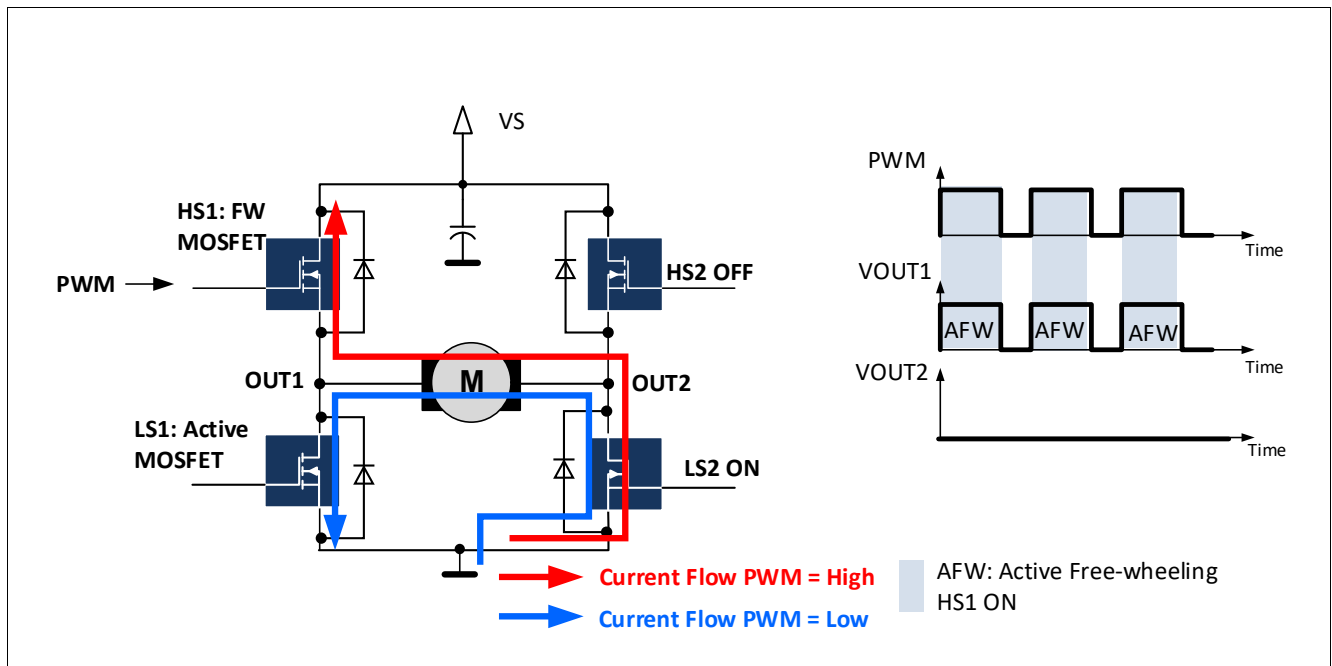 VS
HS1: FW
MOSFET
PWM
HS2 OFF
OUT1
M
OUT2
LS1: Active
MOSFET
LS2 ON
Current Flow PWM = High
Current Flow PWM = Low
PWM
Time
VOUT1
AFW
AFW
AFW
Time
VOUT2
Time
AFW: Active Free-wheeling
HS1 ON